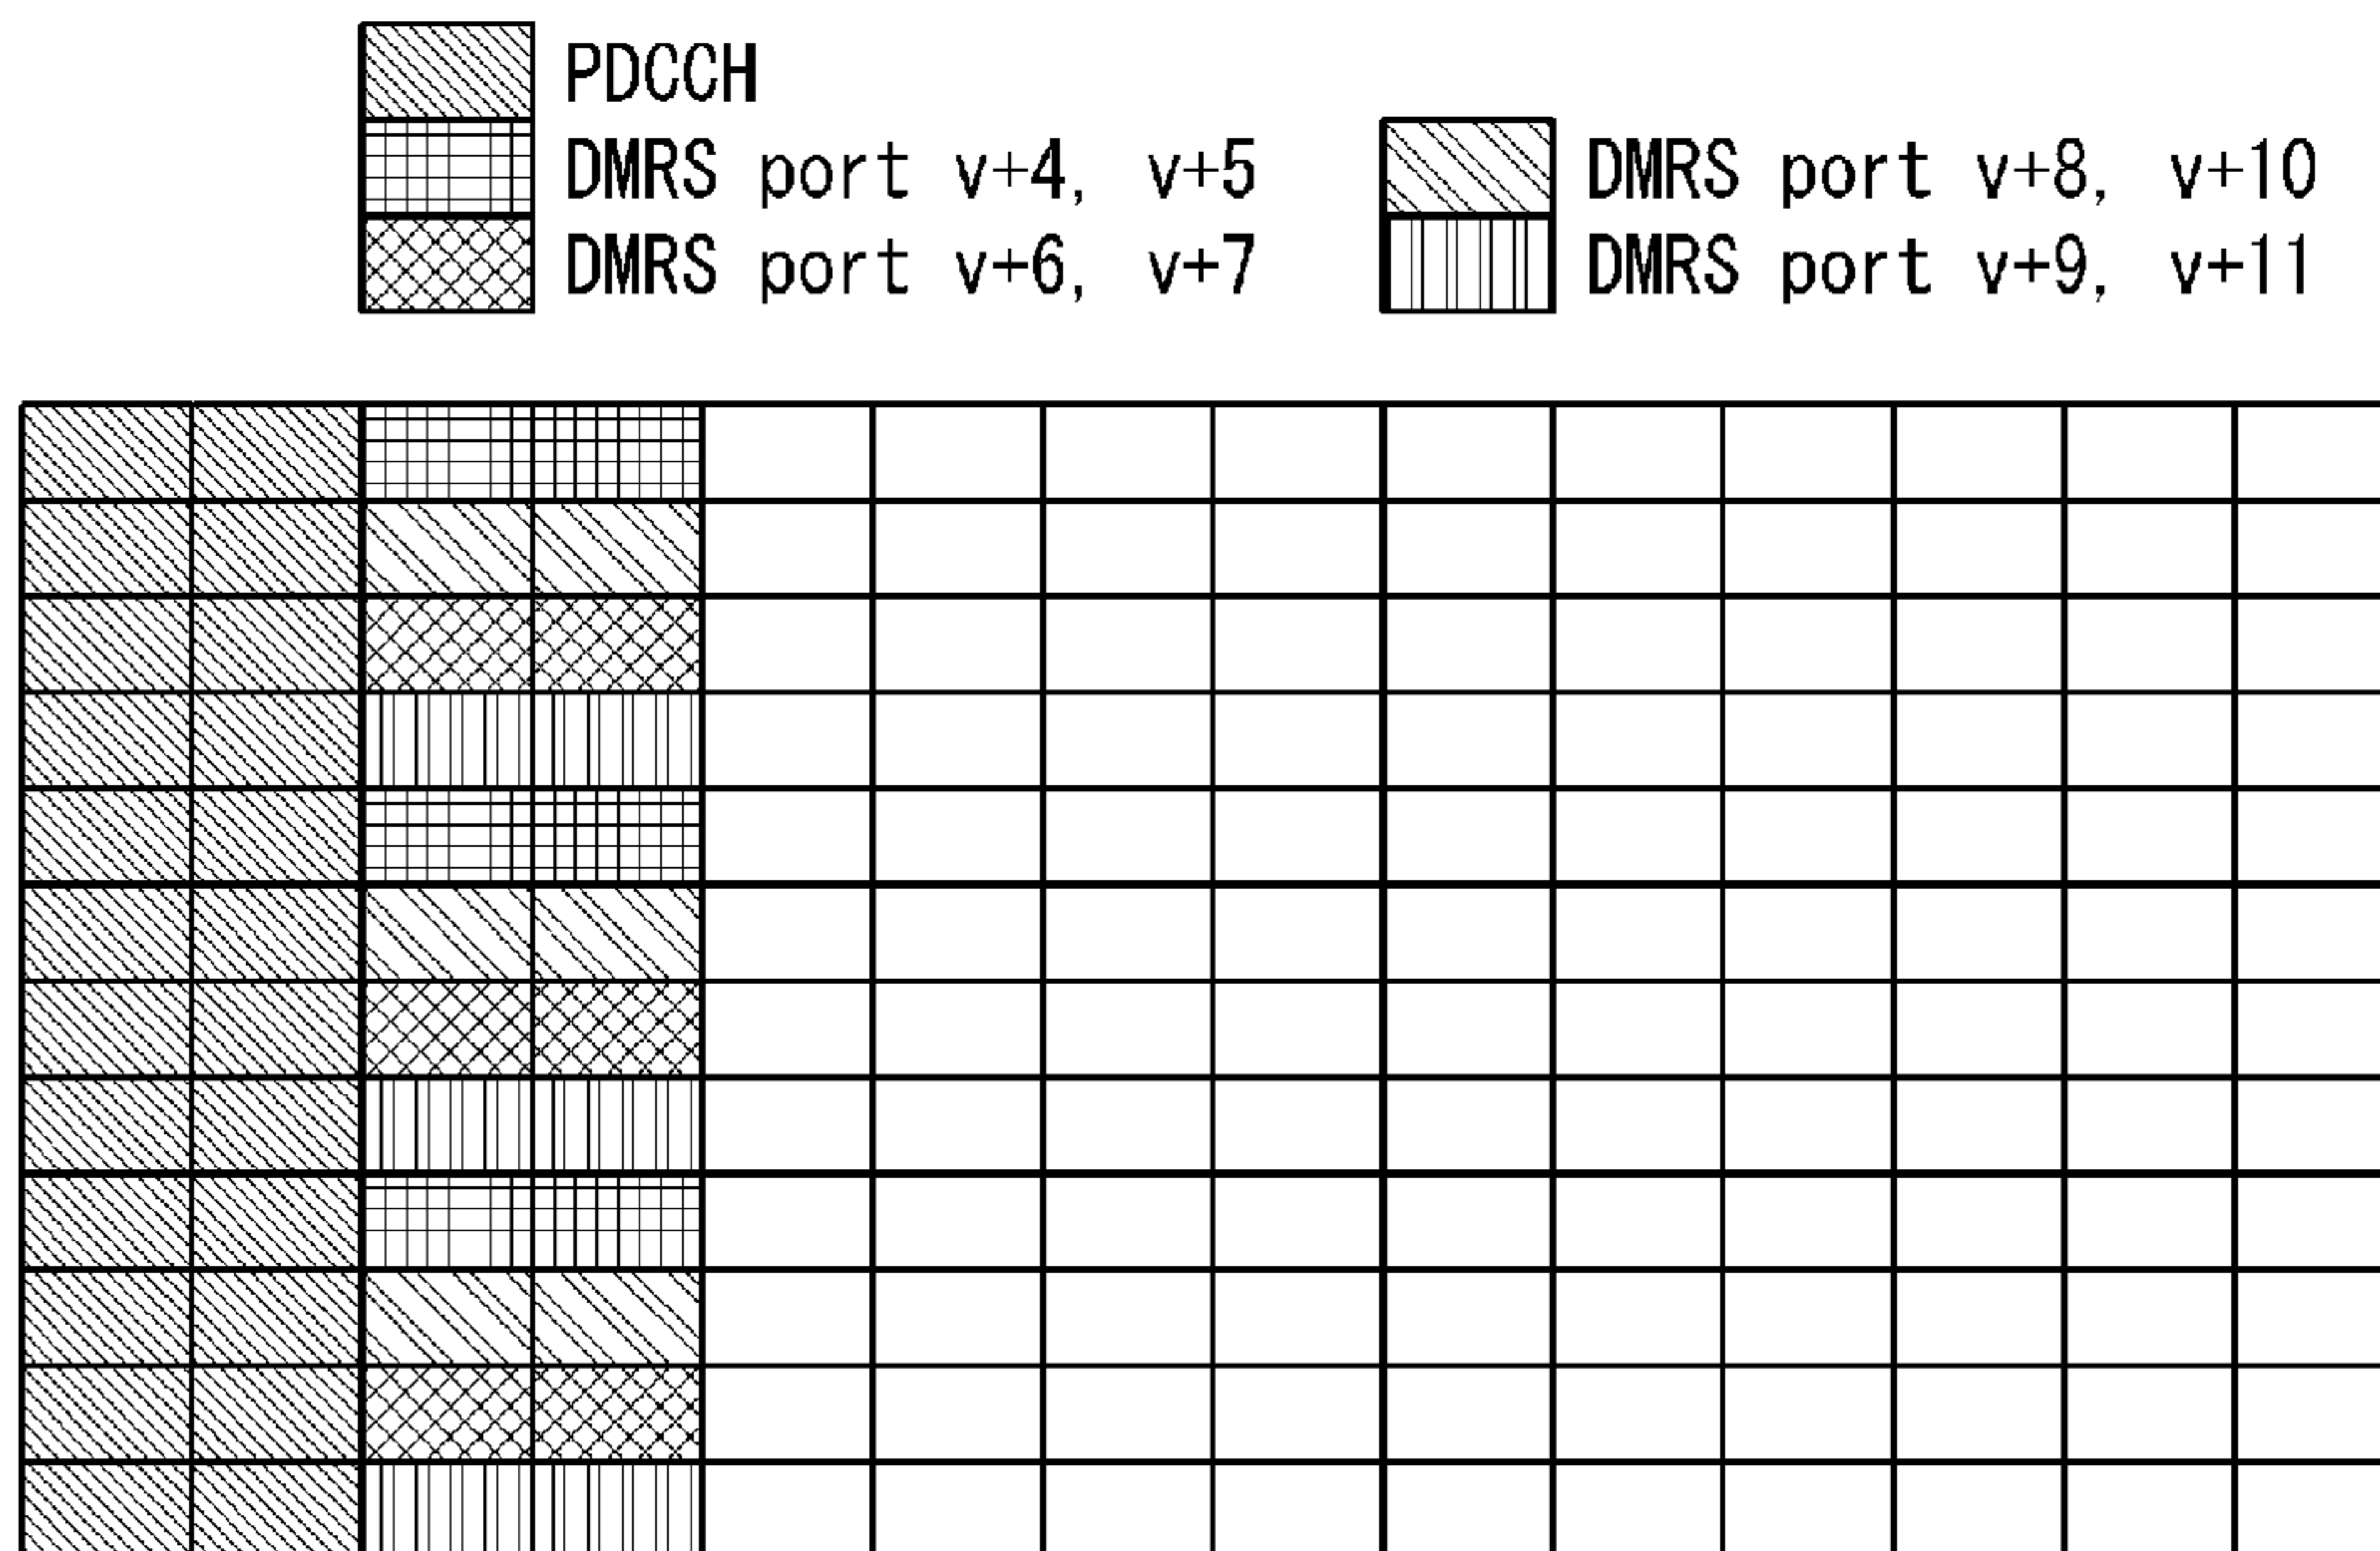 PDCCH
DMRS port v+4, v+5
DMRS port v+6, v+7
DMRS port v+8, v+10
DMRS port v+9, v+11